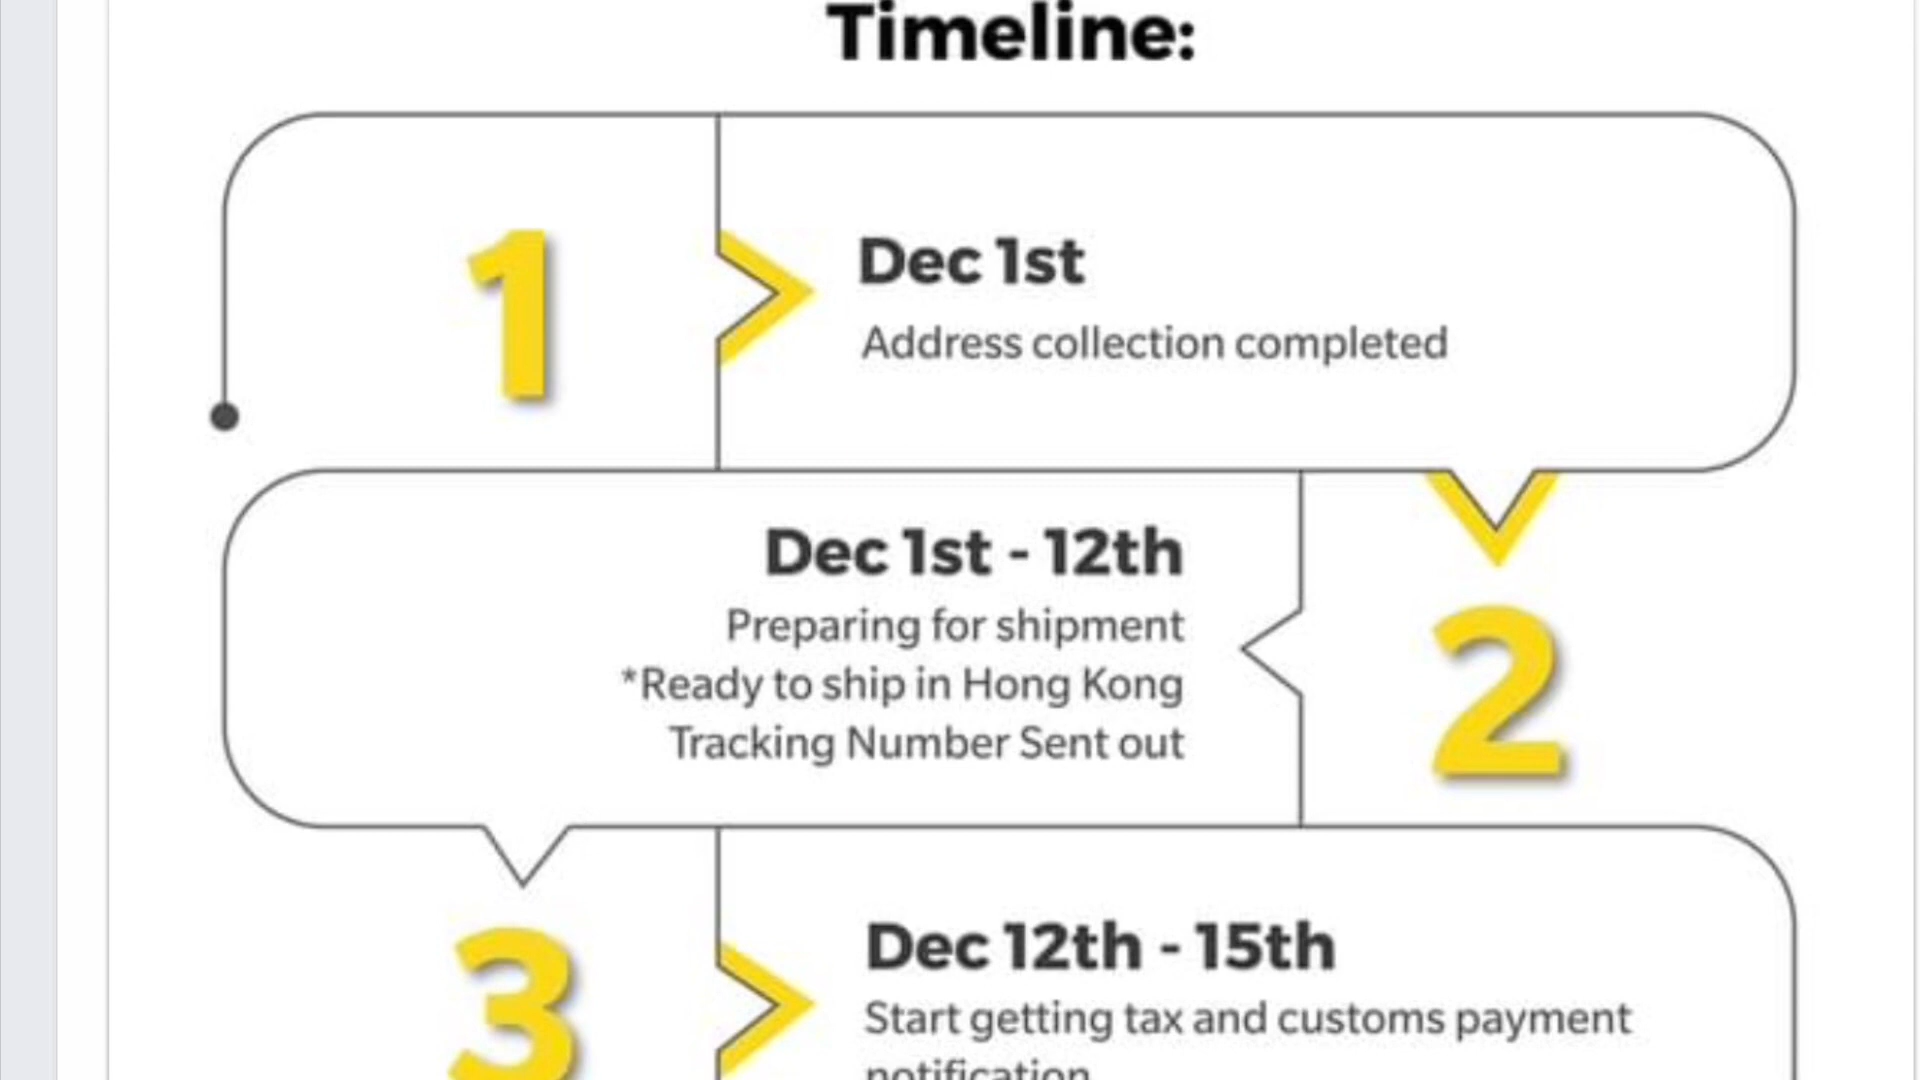 Timeline:
1
Dec 1st
Address collection completed
Dec 1st - 12th
Preparing for shipment
*Ready to ship in Hong Kong
Tracking Number Sent out
2
3
Dec 12th - 15th
Start getting tax and customs payment
notification